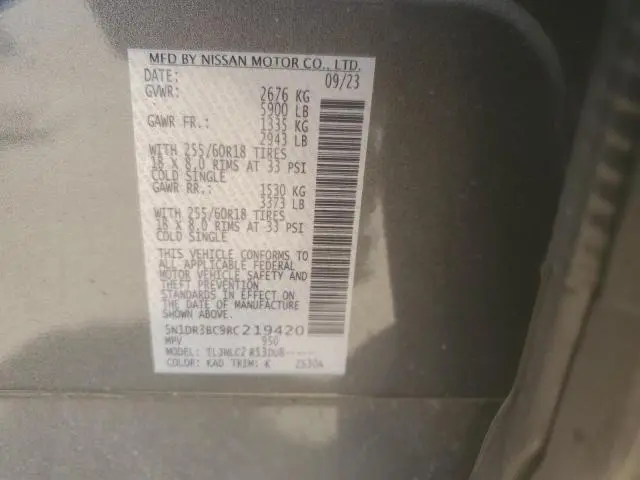 MFD BY NISSAN MOTOR CO., LTD.
DATE: 09/23
GVWR: 2676 KG
5900 LB
GAWR FR.: 1335 KG
2943 LB
WITH 255/60R18 TIRES
18 X 8.0 RIMS AT 33 PSI
COLD SINGLE
GAWR RR.: 1530 KG
3373 LB
WITH 255/60R18 TIRES
18 X 8.0 RIMS AT 33 PSI
COLD SINGLE
THIS VEHICLE CONFORMS TO
ALL APPLICABLE FEDERAL
MOTOR VEHICLE SAFETY AND
THEFT PREVENTION
STANDARDS IN EFFECT ON
THE DATE OF MANUFACTURE
SHOWN ABOVE.
5N1DR3BC9RC219420
MPV 950
MODEL:
COLOR: KAD TRIM: K 25304